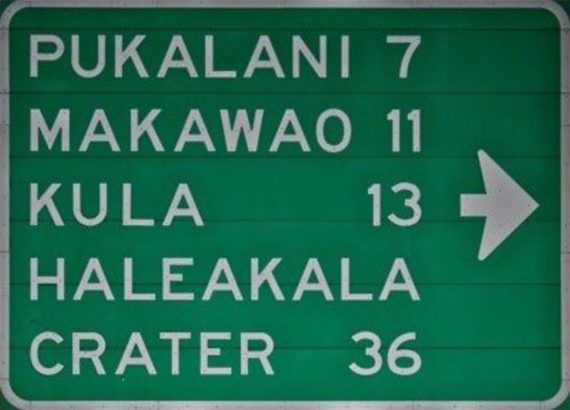 PUKALANI 7
MAKAWAO 11
KULA 13
HALEAKALA
CRATER 36